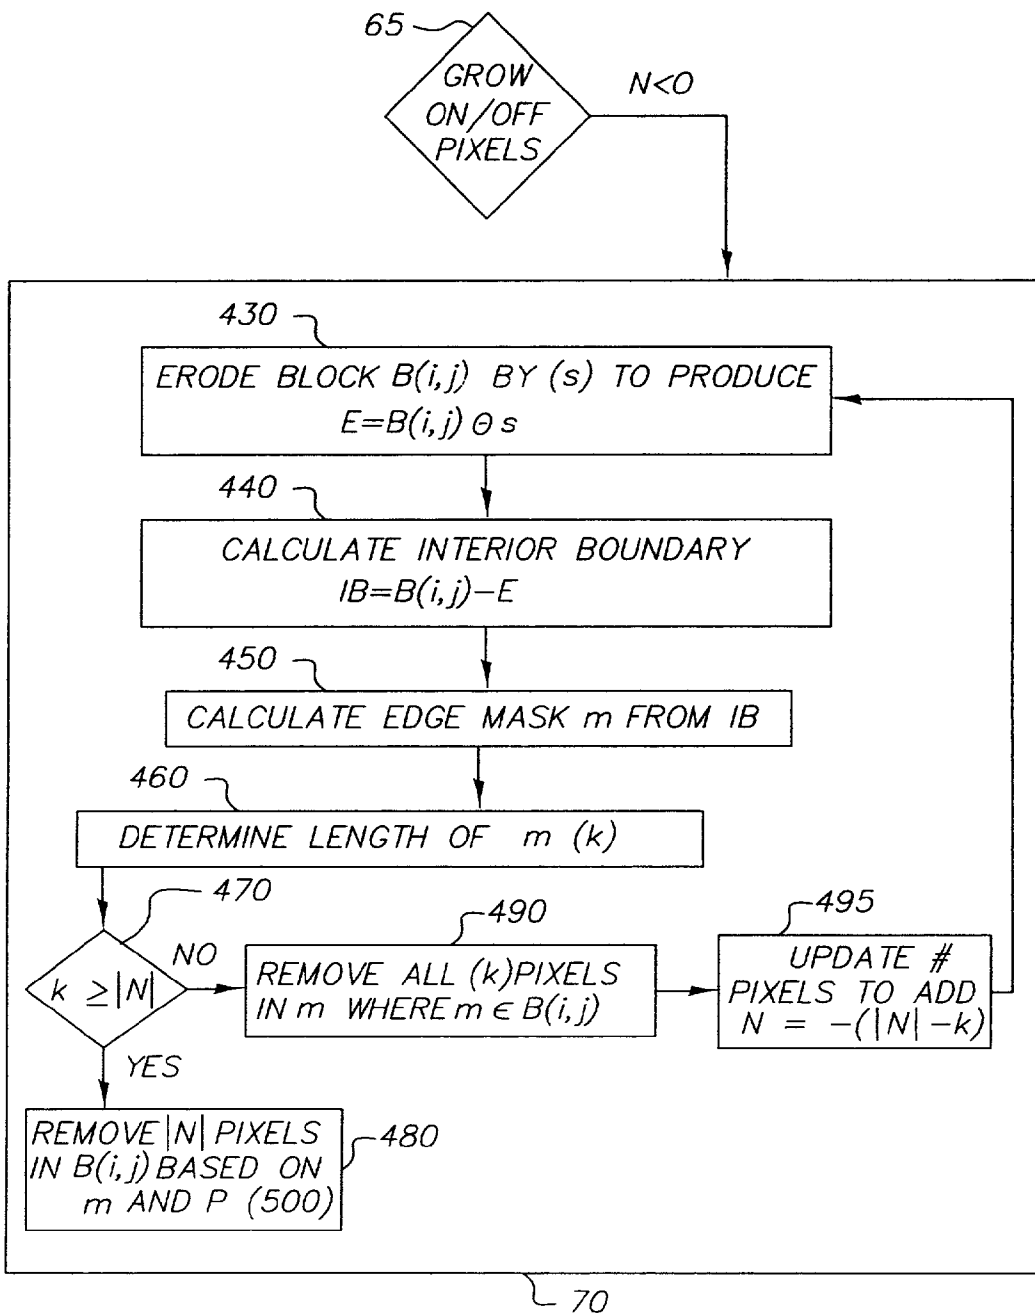 65
GROW
ON/OFF
PIXELS
N<0
430
ERODE BLOCK B(i,j) BY (s) TO PRODUCE
E=B(i,j) ⊖ s
440
CALCULATE INTERIOR BOUNDARY
IB=B(i,j)−E
450
CALCULATE EDGE MASK m FROM IB
460
DETERMINE LENGTH OF m (k)
470
k ≥|N|
NO
490
REMOVE ALL (k)PIXELS
IN m WHERE m ∈ B(i,j)
495
UPDATE #
PIXELS TO ADD
N = −(|N| −k)
YES
REMOVE |N| PIXELS
IN B(i,j) BASED ON
m AND P (500)
480
70